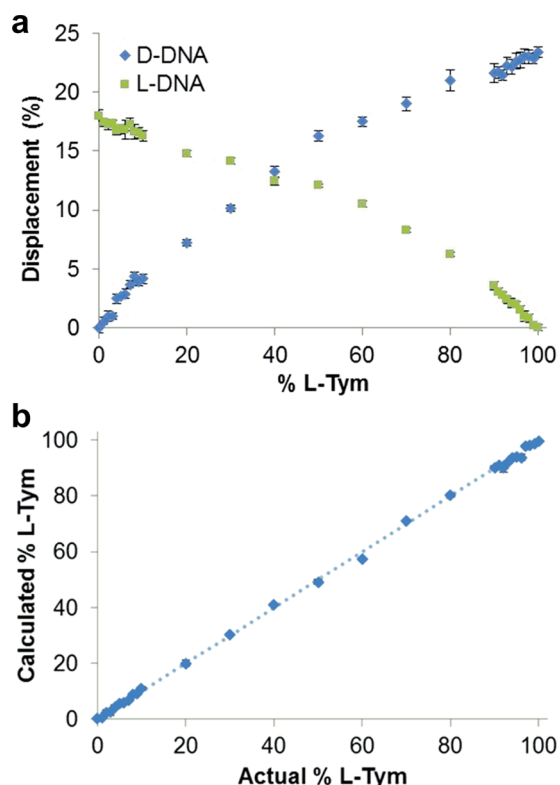 a
25
20
15
10
5
0
Displacement (%)
D-DNA
L-DNA
0 20 40 60 80 100
% L-Tym
b
100
80
60
40
20
0
Calculated % L-Tym
0 20 40 60 80 100
Actual % L-Tym